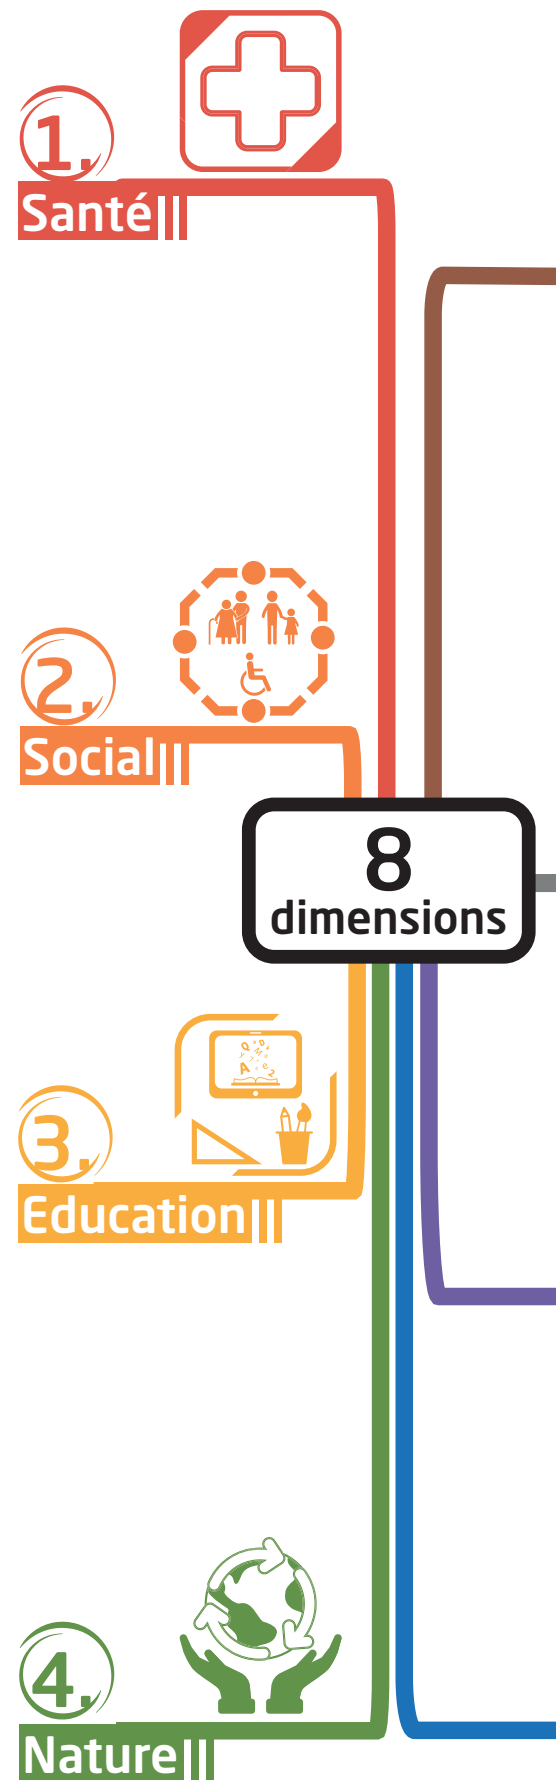 1.
Santé
2.
Social
8
dimensions
3.
Education
4.
Nature